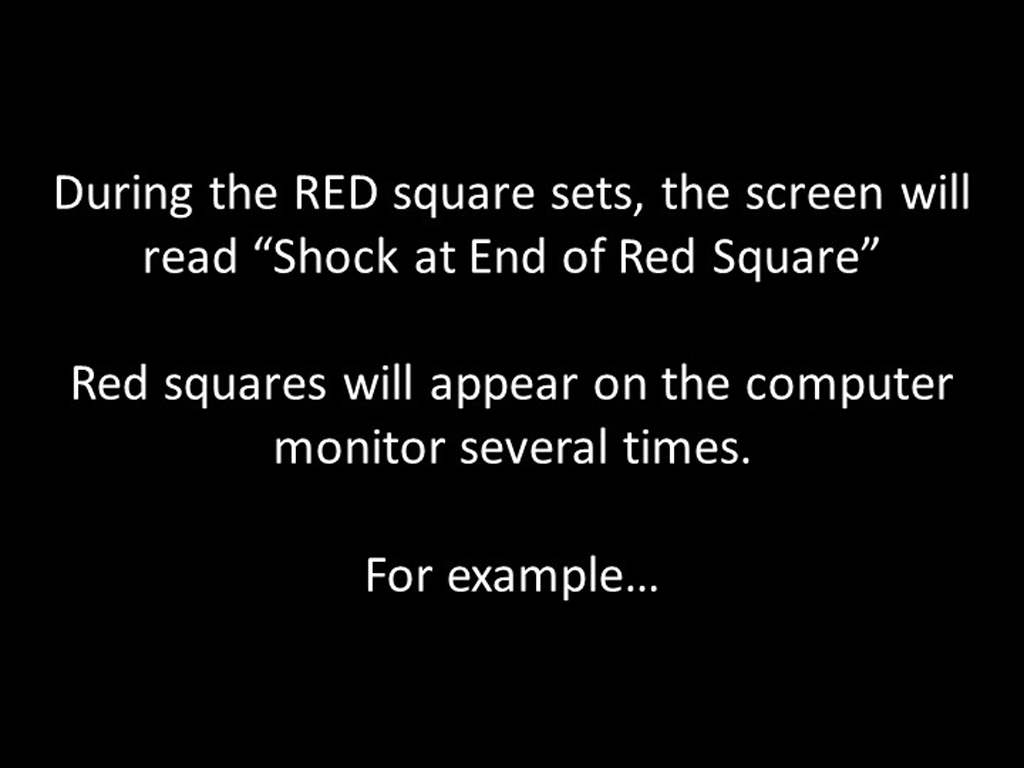 During the RED square sets, the screen will
read “Shock at End of Red Square”
Red squares will appear on the computer
monitor several times.
For example…